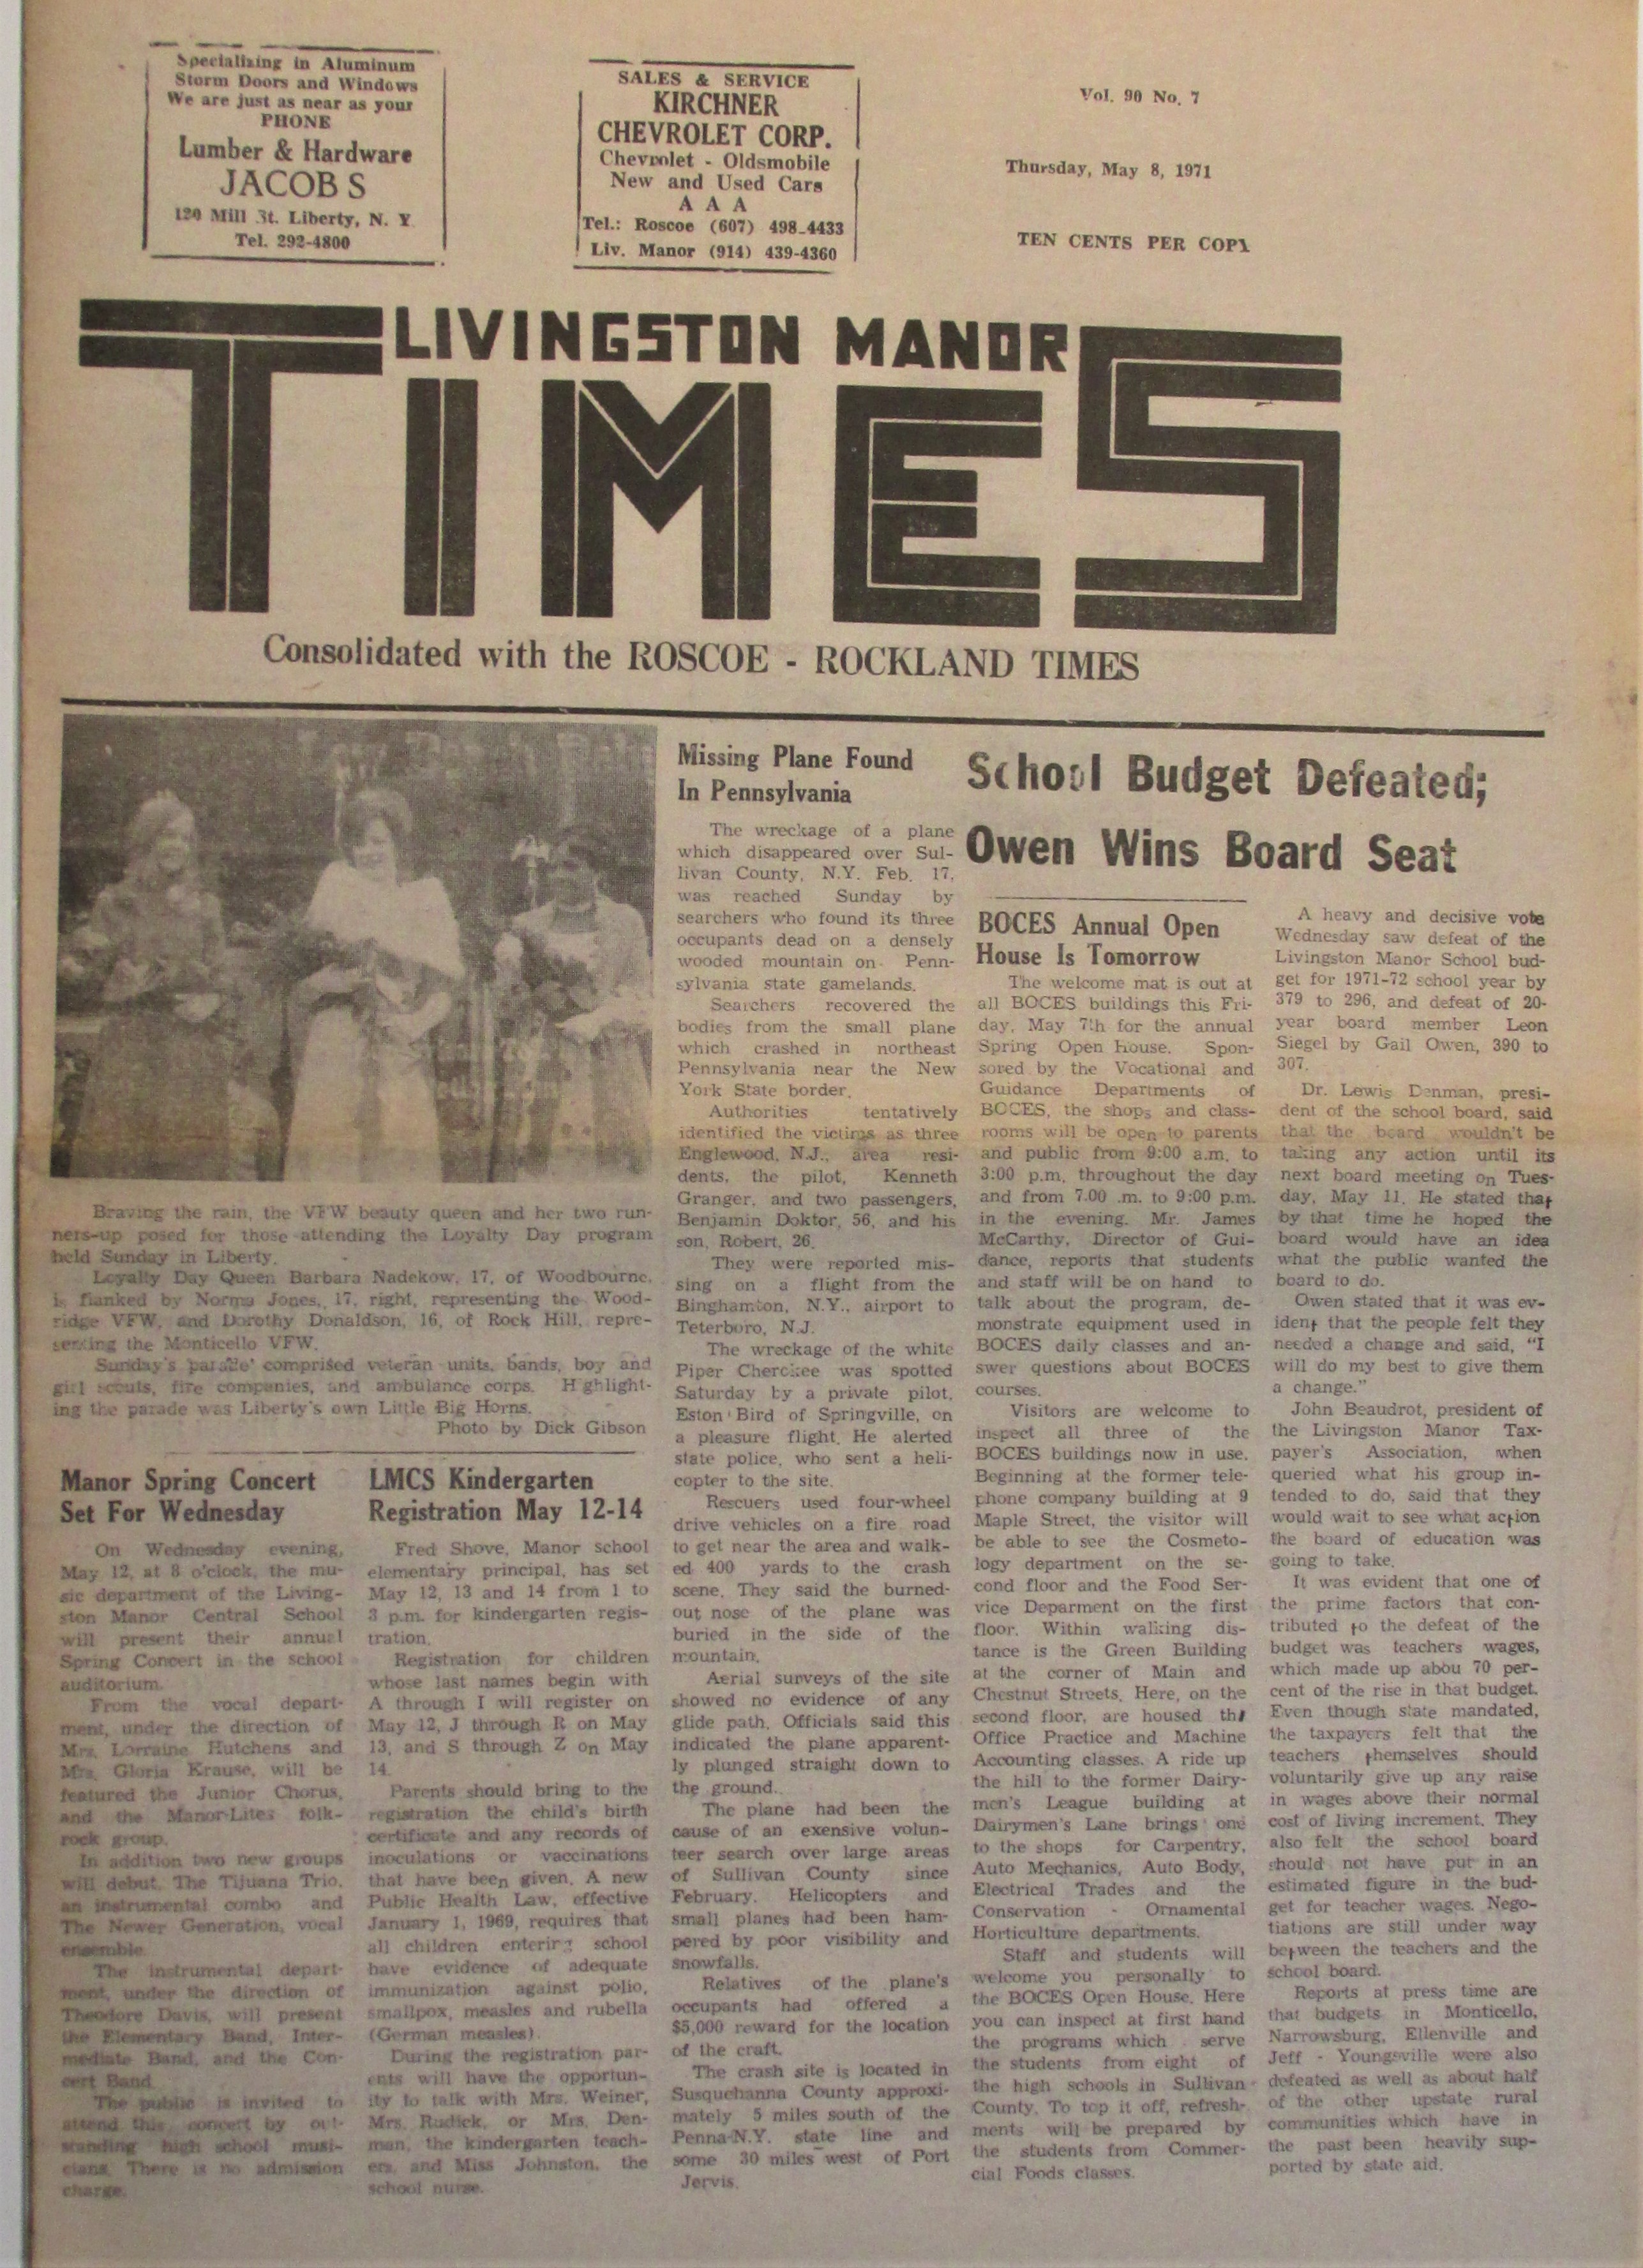 Specializing in Aluminum
Storm Doors and Windows
We are just as near as your
PHONE
Lumber & Hardware
JACOBS
120 Mill St. Liberty, N. Y.
Tel. 292-4800
SALES & SERVICE
KIRCHNER
CHEVROLET CORP.
Chevrolet - Oldsmobile
New and Used Cars
A A A
Tel.: Roscoe (607) 498-4433
Liv. Manor (914) 439-4360
Vol. 90 No. 7
Thursday, May 8, 1971
TEN CENTS PER COPY
LIVINGSTON MANOR
TIMES
Consolidated with the ROSCOE - ROCKLAND TIMES
Braving the rain, the VFW beauty queen and her two run-
ners-up posed for those attending the Loyalty Day program
held Sunday in Liberty.
Loyalty Day Queen Barbara Nadekow, 17, of Woodbourne,
is flanked by Norma Jones, 17, right, representing the Wood-
ridge VFW, and Dorothy Donaldson, 16, of Rock Hill, repre-
senting the Monticello VFW.
Sunday's parade comprised veteran units, bands, boy and
girl scouts, fire companies, and ambulance corps. H ghlight-
ing the parade was Liberty's own Little Big Horns.
Photo by Dick Gibson
Manor Spring Concert
Set For Wednesday
On Wednesday evening,
May 12, at 8 o'clock, the mu-
sic department of the Living-
ston Manor Central School
will present their annual
Spring Concert in the school
auditorium.
From the vocal depart-
ment, under the direction of
Mrs. Lorraine Hutchens and
Mrs. Gloria Krause, will be
featured the Junior Chorus,
and the Manor-Lites folk-
rock group.
In addition two new groups
will debut. The Tijuana Trio,
an instrumental combo and
The Newer Generation, vocal
ensemble.
The instrumental depart-
ment, under the direction of
Theodore Davis, will present
the Elementary Band, Inter-
mediate Band, and the Con-
cert Band.
The public is invited to
attend this concert by out-
standing high school musi-
cians. There is no admission
charge.
LMCS Kindergarten
Registration May 12-14
Fred Shove, Manor school
elementary principal, has set
May 12, 13 and 14 from 1 to
3 p.m. for kindergarten regis-
tration.
Registration for children
whose last names begin with
A through I will register on
May 12, J through R on May
13, and S through Z on May
14.
Parents should bring to the
registration the child's birth
certificate and any records of
inoculations or vaccinations
that have been given. A new
Public Health Law, effective
January 1, 1969, requires that
all children entering school
have evidence of adequate
immunization against polio,
smallpox, measles and rubella
(German measles).
During the registration par-
ents will have the opportun-
ity to talk with Mrs. Weiner,
Mrs. Rudick, or Mrs. Den-
man, the kindergarten teach-
ers, and Miss Johnston, the
school nurse.
Missing Plane Found
In Pennsylvania
The wreckage of a plane
which disappeared over Sul-
livan County, N.Y. Feb. 17,
was reached Sunday by
searchers who found its three
occupants dead on a densely
wooded mountain on Penn-
sylvania state gamelands.
Searchers recovered the
bodies from the small plane
which crashed in northeast
Pennsylvania near the New
York State border.
Authorities tentatively
identified the victims as three
Englewood, N.J., area resi-
dents, the pilot, Kenneth
Granger, and two passengers,
Benjamin Doktor, 56, and his
son, Robert, 26.
They were reported mis-
sing on a flight from the
Binghamton, N.Y., airport to
Teterboro, N.J.
The wreckage of the white
Piper Cherokee was spotted
Saturday by a private pilot,
Eston Bird of Springville, on
a pleasure flight. He alerted
state police, who sent a heli-
copter to the site.
Rescuers used four-wheel
drive vehicles on a fire road
to get near the area and walk-
ed 400 yards to the crash
scene. They said the burned-
out nose of the plane was
buried in the side of the
mountain.
Aerial surveys of the site
showed no evidence of any
glide path. Officials said this
indicated the plane apparent-
ly plunged straight down to
the ground.
The plane had been the
cause of an exensive volun-
teer search over large areas
of Sullivan County since
February. Helicopters and
small planes had been ham-
pered by poor visibility and
snowfalls.
Relatives of the plane's
occupants had offered a
$5,000 reward for the location
of the craft.
The crash site is located in
Susquehanna County approxi-
mately 5 miles south of the
Penna-N.Y. state line and
some 30 miles west of Port
Jervis.
School Budget Defeated;
Owen Wins Board Seat
BOCES Annual Open
House Is Tomorrow
The welcome mat is out at
all BOCES buildings this Fri-
day, May 7th for the annual
Spring Open House. Spon-
sored by the Vocational and
Guidance Departments of
BOCES, the shops and class-
rooms will be open to parents
and public from 9:00 a.m. to
3:00 p.m. throughout the day
and from 7:00 .m. to 9:00 p.m.
in the evening. Mr. James
McCarthy, Director of Gui-
dance, reports that students
and staff will be on hand to
talk about the program, de-
monstrate equipment used in
BOCES daily classes and an-
swer questions about BOCES
courses.
Visitors are welcome to
inspect all three of the
BOCES buildings now in use.
Beginning at the former tele-
phone company building at 9
Maple Street, the visitor will
be able to see the Cosmeto-
logy department on the se-
cond floor and the Food Ser-
vice Deparment on the first
floor. Within walking dis-
tance is the Green Building
at the corner of Main and
Chestnut Streets. Here, on the
second floor, are housed the
Office Practice and Machine
Accounting classes. A ride up
the hill to the former Dairy-
men's League building at
Dairymen's Lane brings one
to the shops for Carpentry,
Auto Mechanics, Auto Body,
Electrical Trades and the
Conservation - Ornamental
Horticulture departments.
Staff and students will
welcome you personally to
the BOCES Open House. Here
you can inspect at first hand
the programs which serve
the students from eight of
the high schools in Sullivan
County. To top it off, refresh-
ments will be prepared by
the students from Commer-
cial Foods classes.
A heavy and decisive vote
Wednesday saw defeat of the
Livingston Manor School bud-
get for 1971-72 school year by
379 to 296, and defeat of 20-
year board member Leon
Siegel by Gail Owen, 390 to
307.
Dr. Lewis Denman, presi-
dent of the school board, said
that the board wouldn't be
taking any action until its
next board meeting on Tues-
day, May 11. He stated that
by that time he hoped the
board would have an idea
what the public wanted the
board to do.
Owen stated that it was ev-
ident that the people felt they
needed a change and said, "I
will do my best to give them
a change."
John Beaudrot, president of
the Livingston Manor Tax-
payer's Association, when
queried what his group in-
tended to do, said that they
would wait to see what action
the board of education was
going to take.
It was evident that one of
the prime factors that con-
tributed to the defeat of the
budget was teachers wages,
which made up abou 70 per-
cent of the rise in that budget.
Even though state mandated,
the taxpayers felt that the
teachers themselves should
voluntarily give up any raise
in wages above their normal
cost of living increment. They
also felt the school board
should not have put in an
estimated figure in the bud-
get for teacher wages. Nego-
tiations are still under way
between the teachers and the
school board.
Reports at press time are
that budgets in Monticello,
Narrowsburg, Ellenville and
Jeff - Youngsville were also
defeated as well as about half
of the other upstate rural
communities which have in
the past been heavily sup-
ported by state aid.